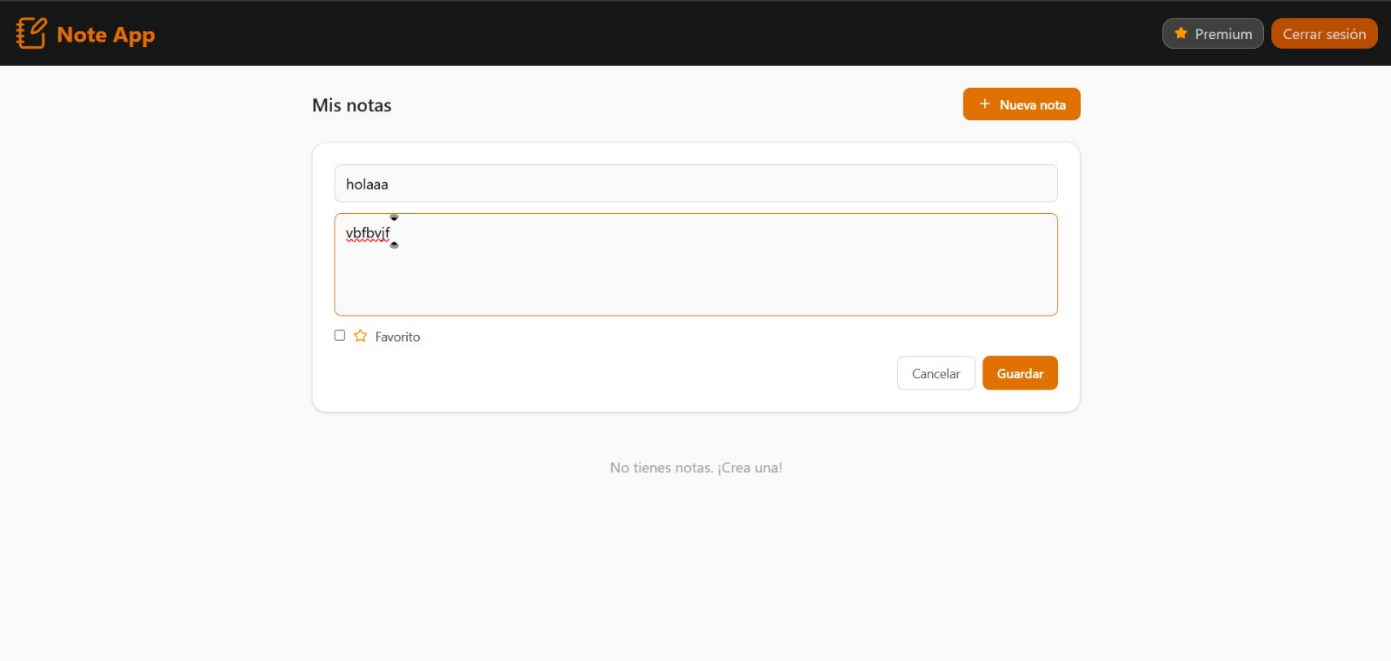 Note App
Premium
Cerrar sesión
Mis notas
+ Nueva nota
holaaa
vbfbvjf
Favorito
Cancelar
Guardar
No tienes notas. ¡Crea una!